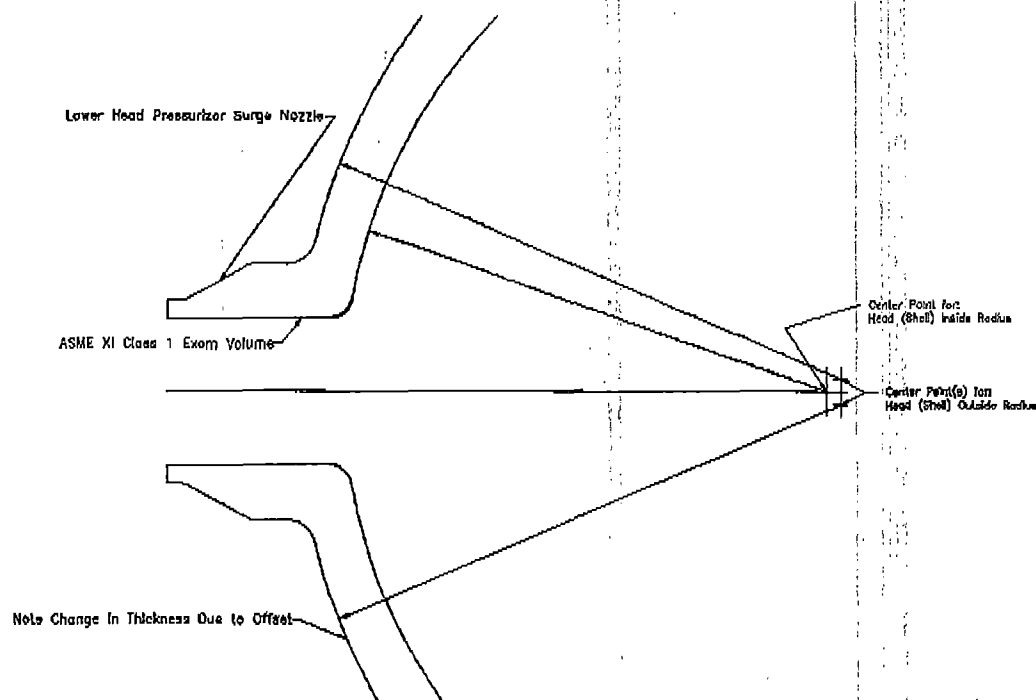 Lower Head Pressurizer Surge Nozzle
Center Point for:
Head (Shell) Inside Radius
ASME XI Class 1 Exam Volume
Center Point(s) for:
Head (Shell) Outside Radius
Note Change in Thickness Due to Offset